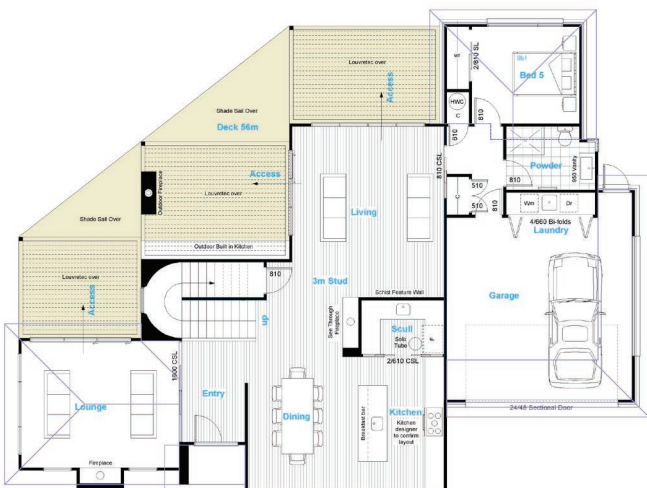 Louvretec over
Access
Shade Sail Over
Deck 56m
2/810 SL
Bed 5
HWC
C
610
810
Powder
900 Vanity
810
810 CSL
Access
Louvretec over
Outdoor Fireplace
Living
C
510
510
810
Wm
Dr
4/660 Bi-folds
Laundry
Shade Sail Over
Outdoor Built in Kitchen
Louvretec over
Access
810
3m Stud
Schist Feature Wall
Garage
up
See Through
Fireplace
Scull
Solo
Tube
F
2/610 CSL
1900 CSL
Lounge
Entry
Dining
Breakfast bar
Kitchen
Kitchen
designer
to confirm
layout
24/48 Sectional Door
Fireplace